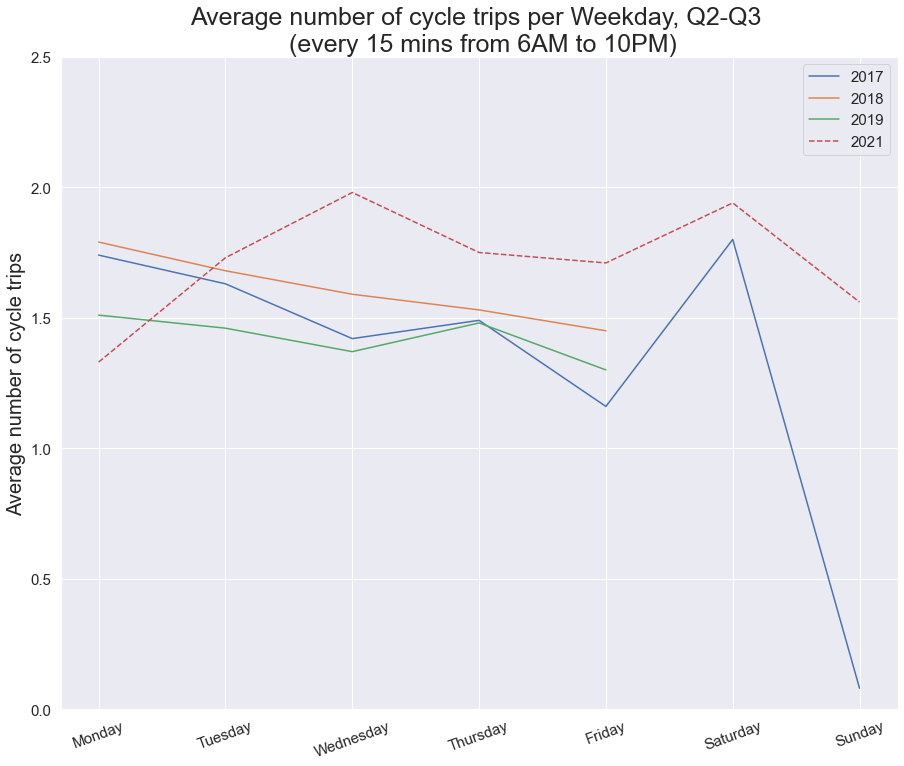 Average number of cycle trips per Weekday, Q2-Q3
(every 15 mins from 6AM to 10PM)
2.5
2.0
1.5
1.0
0.5
0.0
Average number of cycle trips
2017
2018
2019
2021
Monday
Tuesday
Wednesday
Thursday
Friday
Saturday
Sunday